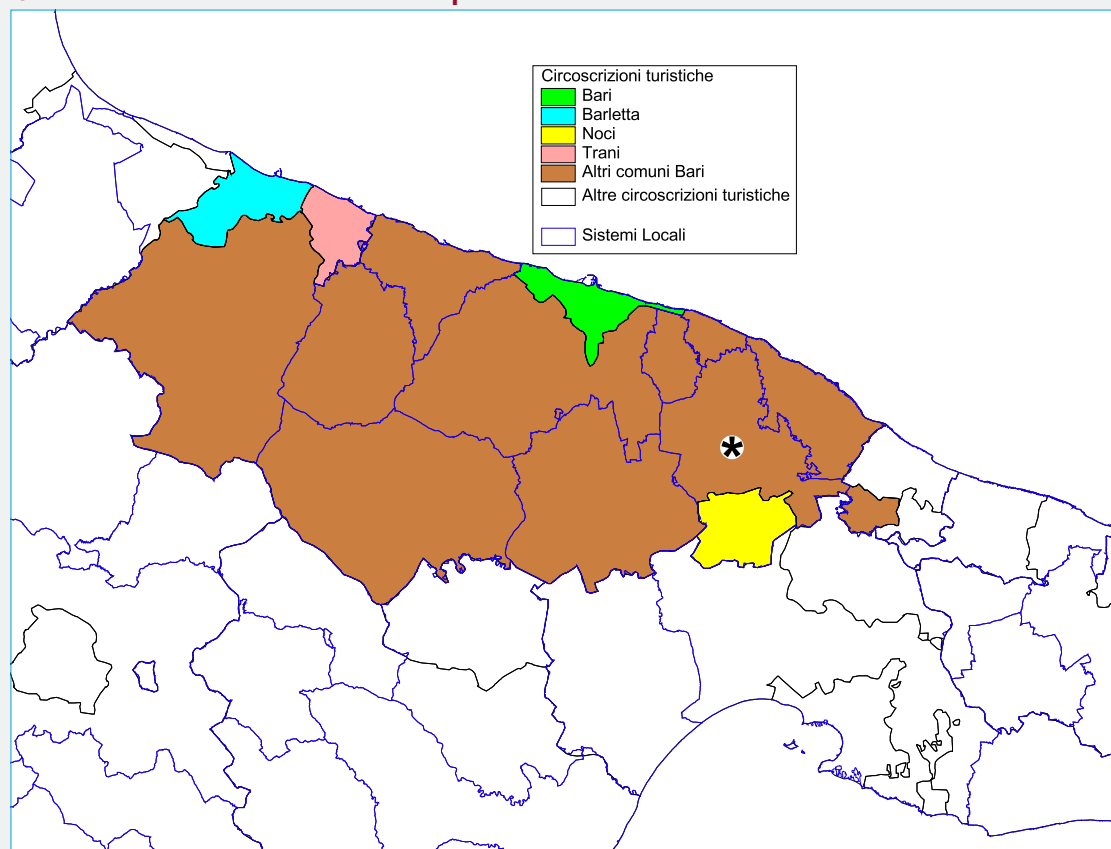 Circoscrizioni turistiche
Bari
Barletta
Noci
Trani
Altri comuni Bari
Altre circoscrizioni turistiche
Sistemi Locali
*